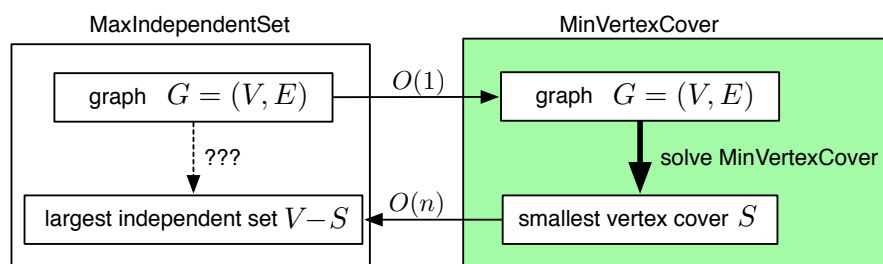 MaxIndependentSet
MinVertexCover
graph G = (V, E)
O(1)
graph G = (V, E)
???
solve MinVertexCover
largest independent set V−S
O(n)
smallest vertex cover S